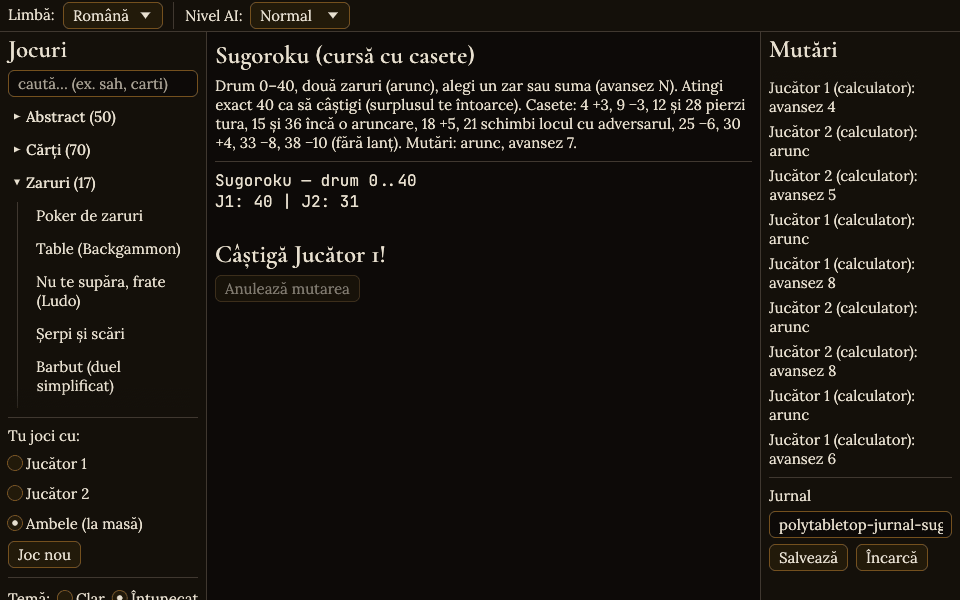 Limbă: Română ▼ Nivel AI: Normal ▼
Jocuri
caută... (ex. sah, carti)
▸ Abstract (50)
▸ Cărți (70)
▾ Zaruri (17)
Poker de zaruri
Table (Backgammon)
Nu te supăra, frate
(Ludo)
Șerpi și scări
Barbut (duel
simplificat)
Tu joci cu:
Jucător 1
Jucător 2
Ambele (la masă)
Joc nou
Temă: Clar Întunecat
Sugoroku (cursă cu casete)
Drum 0–40, două zaruri (arunc), alegi un zar sau suma (avansez N). Atingi
exact 40 ca să câștigi (surplusul te întoarce). Casete: 4 +3, 9 −3, 12 și 28 pierzi
tura, 15 și 36 încă o aruncare, 18 +5, 21 schimbi locul cu adversarul, 25 −6, 30
+4, 33 −8, 38 −10 (fără lanț). Mutări: arunc, avansez 7.
Sugoroku — drum 0..40
J1: 40 | J2: 31
Câștigă Jucător 1!
Anulează mutarea
Mutări
Jucător 1 (calculator):
avansez 4
Jucător 2 (calculator):
arunc
Jucător 2 (calculator):
avansez 5
Jucător 1 (calculator):
arunc
Jucător 1 (calculator):
avansez 8
Jucător 2 (calculator):
arunc
Jucător 2 (calculator):
avansez 8
Jucător 1 (calculator):
arunc
Jucător 1 (calculator):
avansez 6
Jurnal
polytabletop-jurnal-sug
Salvează Încarcă